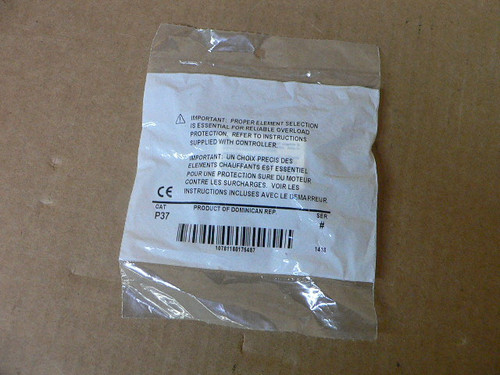 IMPORTANT: PROPER ELEMENT SELECTION
IS ESSENTIAL FOR RELIABLE OVERLOAD
PROTECTION. REFER TO INSTRUCTIONS
SUPPLIED WITH CONTROLLER.
IMPORTANT: UN CHOIX PRECIS DES
ELEMENTS CHAUFFANTS EST ESSENTIEL
POUR UNE PROTECTION SURE DU MOTEUR
CONTRE LES SURCHARGES. VOIR LES
INSTRUCTIONS INCLUSES AVEC LE DEMARREUR.
CE
CAT PRODUCT OF DOMINICAN REP. SER
P37 #